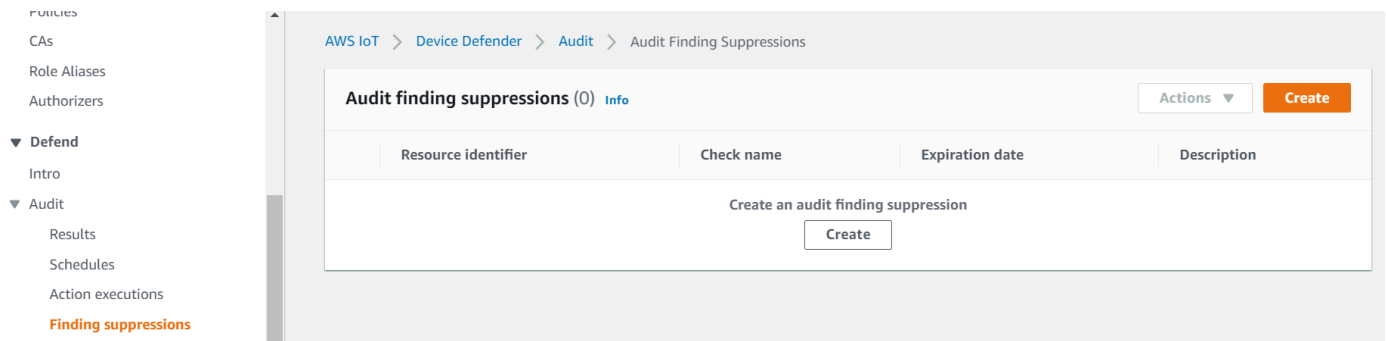 Policies
CAs
Role Aliases
Authorizers
Defend
Intro
Audit
Results
Schedules
Action executions
Finding suppressions
AWS IoT > Device Defender > Audit > Audit Finding Suppressions
Audit finding suppressions (0) Info
Actions Create
Resource identifier Check name Expiration date Description
Create an audit finding suppression
Create